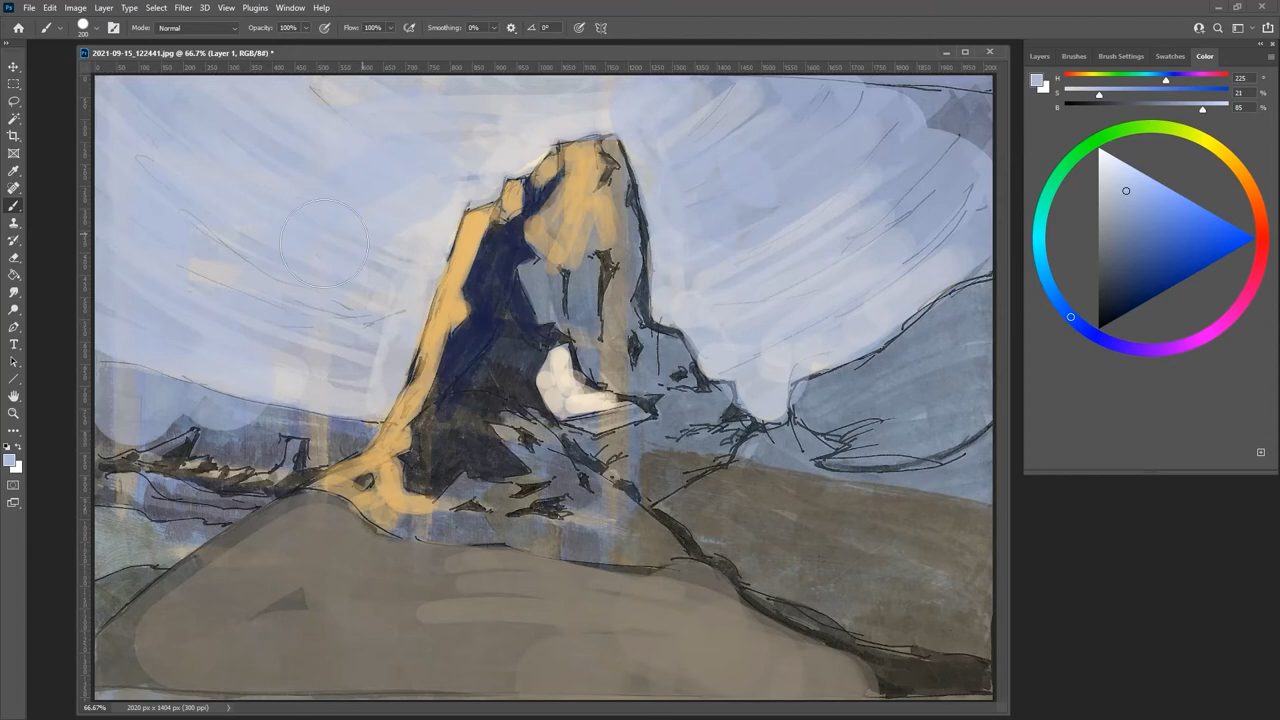 Ps File Edit Image Layer Type Select Filter 3D View Plugins Window Help
200 Mode: Normal Opacity: 100% Flow: 100% Smoothing: 0% 0°
2021-09-15_122441.jpg @ 66.7% (Layer 1, RGB/8#) *
Layers Brushes Brush Settings Swatches Color
H 225 °
S 21 %
B 85 %
66.67% 2020 px x 1404 px (300 ppi)